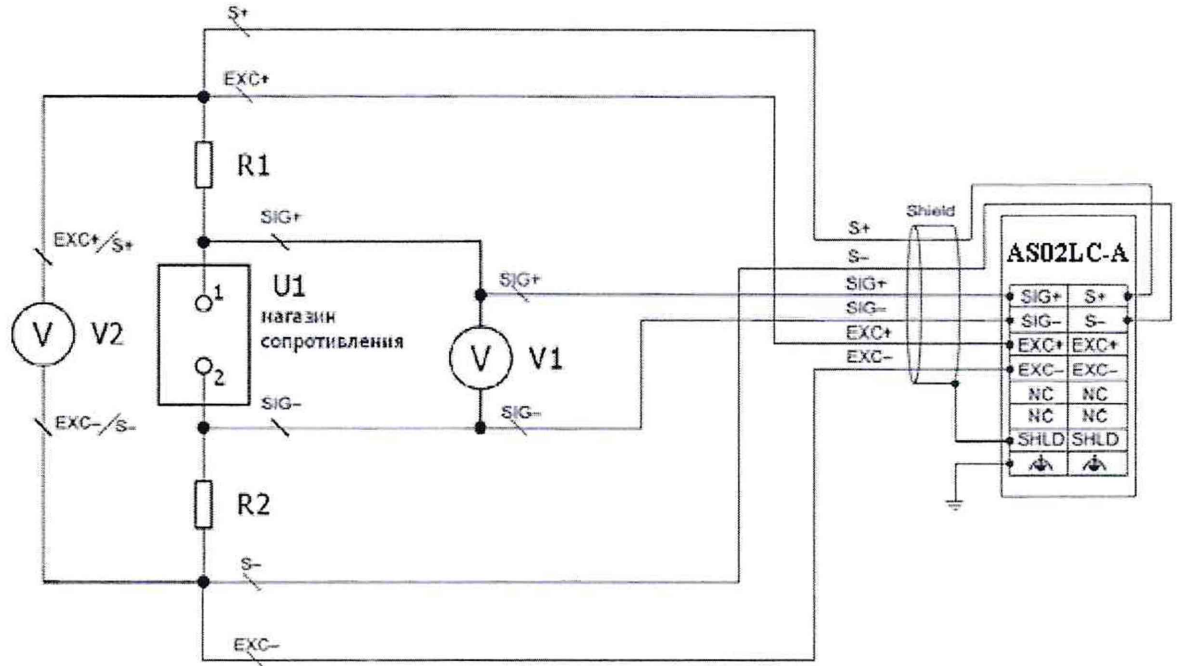 S+
EXC+
R1
SIG+
EXC+/S+
1
U1
нагазин
сопротивления
2
V
V2
SIG+
V
V1
SIG-
SIG-
EXC-/S-
R2
S-
EXC-
Shield
S+
S-
SIG+
SIG-
EXC+
EXC-
AS02LC-A
SIG+ S+
SIG- S-
EXC+ EXC+
EXC- EXC-
NC NC
NC NC
SHLD SHLD